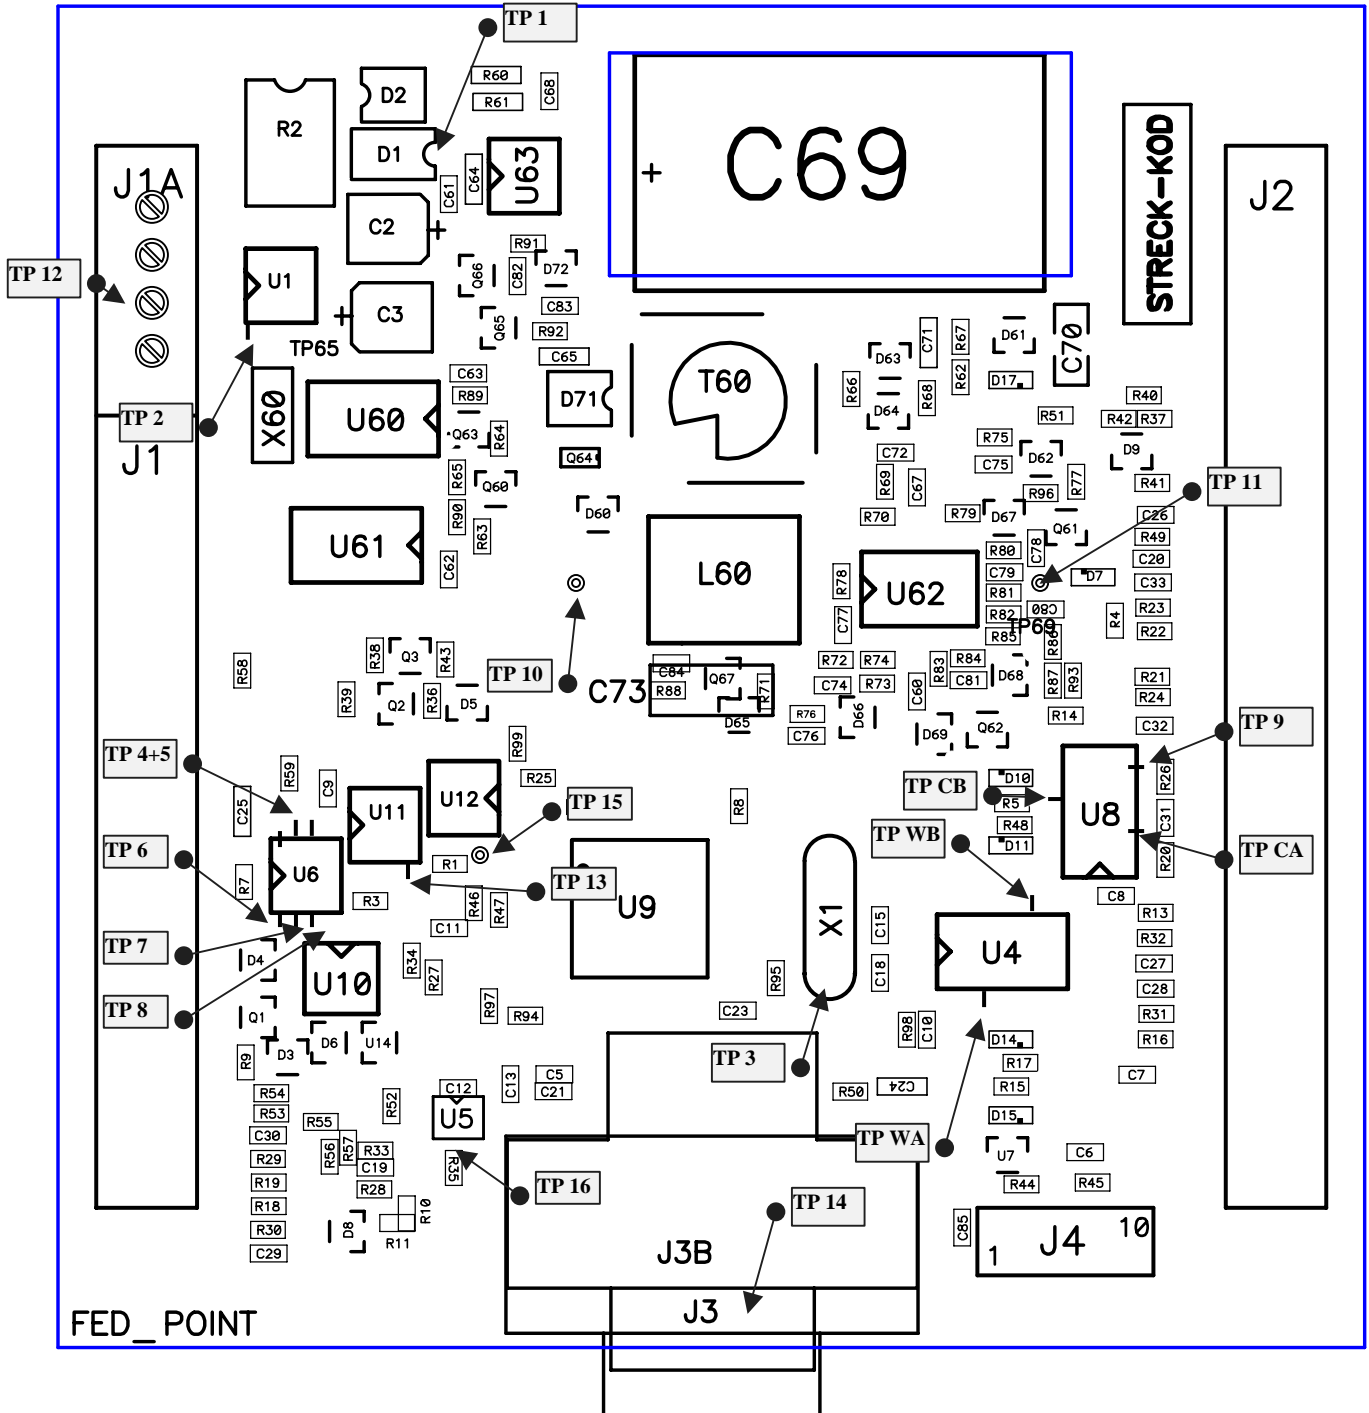 TP 1
R60
R61
C68
D2
R2
D1
C64
C61
U63
C69
+
STRECK-KOD
J1A
J2
C2
+
R91
TP 12
U1
Q66
C82
D72
C3
+
TP65
Q65
C83
R92
C65
C63
R89
D71
T60
D63
C71
R67
D61
C70
R66
R62
D17
R68
D64
R40
R42
R37
R51
TP 2
X60
J1
U60
Q63
R64
Q64
R65
Q60
C72
R75
C75
D62
D9
R77
R69
C67
R96
R41
TP 11
R90
R63
D60
R70
R79
D67
Q61
C26
R49
U61
C62
L60
R78
U62
R80
C78
C79
D7
C20
C33
R81
C80
R23
C77
R82
TP69
R4
R22
R85
R86
R58
R38
Q3
R43
TP 10
C84
R88
Q67
R71
C73
D65
R72
R74
C74
R73
R76
C76
D66
C60
R83
R84
C81
D68
R87
R93
R21
R24
R14
C32
R39
Q2
R36
D5
D69
Q62
TP 9
TP 4+5
R59
C9
R99
U12
R25
TP 15
R8
TP CB
D10
R5
R26
C25
U11
TP WB
R48
U8
C31
D11
TP 6
R20
TP CA
U6
R7
R1
TP 13
R3
R46
R47
U9
X1
C8
R13
C11
C15
R32
TP 7
D4
U10
R34
R27
R95
C18
U4
C27
C28
TP 8
Q1
R97
R94
C23
R98
C10
R31
D3
D6
U14
D14
R16
R9
TP 3
R17
C7
R54
R53
C12
C13
C5
C21
R50
C24
R15
R55
R52
U5
D15
C30
R56
R57
R33
C19
TP WA
U7
C6
R29
R35
R44
R45
R19
R28
TP 16
TP 14
R18
R10
R30
D8
R11
C29
C85
1
J4
10
J3B
J3
FED_POINT